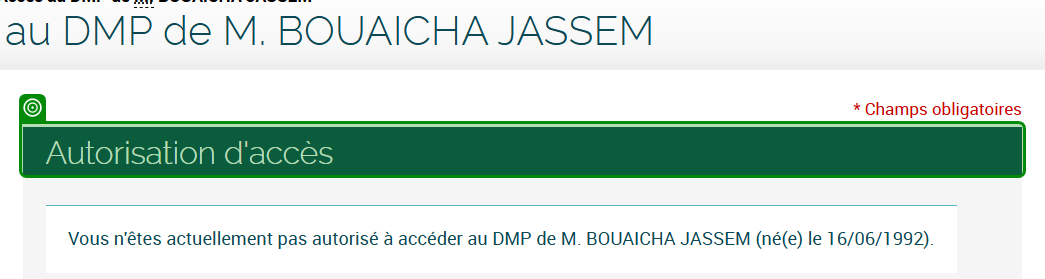 au DMP de M. BOUAICHA JASSEM
* Champs obligatoires
Autorisation d'accès
Vous n'êtes actuellement pas autorisé à accéder au DMP de M. BOUAICHA JASSEM (né(e) le 16/06/1992).